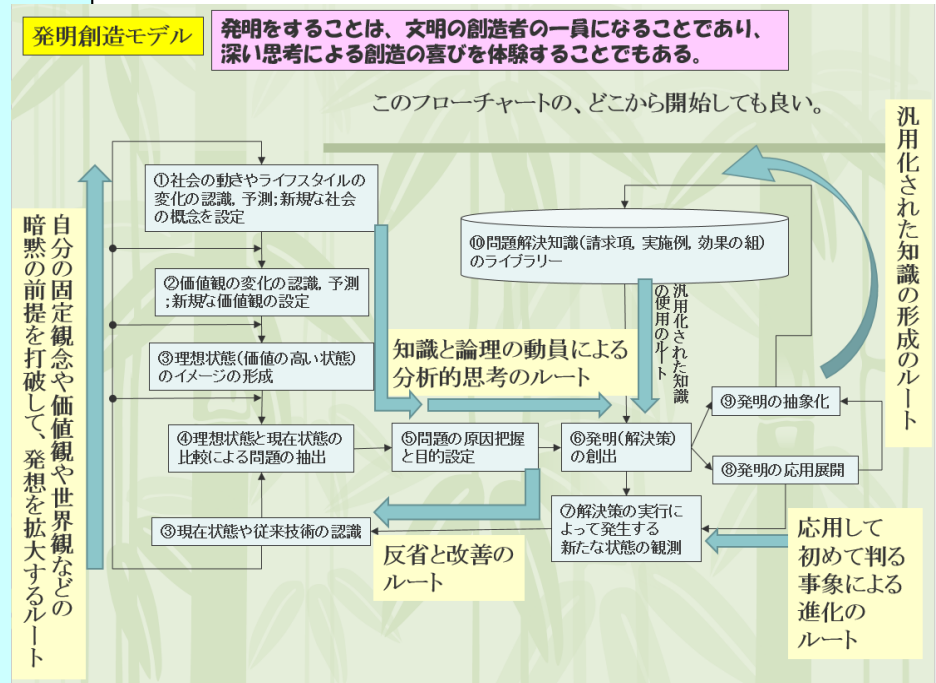 発明創造モデル
発明をすることは、文明の創造者の一員になることであり、
深い思考による創造の喜びを体験することでもある。
このフローチャートの、どこから開始しても良い。
自分の固定観念や価値観や世界観などの
暗黙の前提を打破して、発想を拡大するルート
①社会の動きやライフスタイルの
変化の認識, 予測;新規な社会
の概念を設定
②価値観の変化の認識, 予測
;新規な価値観の設定
③理想状態(価値の高い状態)
のイメージの形成
④理想状態と現在状態の
比較による問題の抽出
③現在状態や従来技術の認識
⑤問題の原因把握
と目的設定
知識と論理の動員による
分析的思考のルート
反省と改善の
ルート
⑩問題解決知識(請求項, 実施例, 効果の組)
のライブラリー
汎用化された知識
の使用のルート
⑥発明(解決策)
の創出
⑦解決策の実行に
よって発生する
新たな状態の観測
⑨発明の抽象化
⑧発明の応用展開
汎用化された知識の形成のルート
応用して
初めて判る
事象による
進化の
ルート